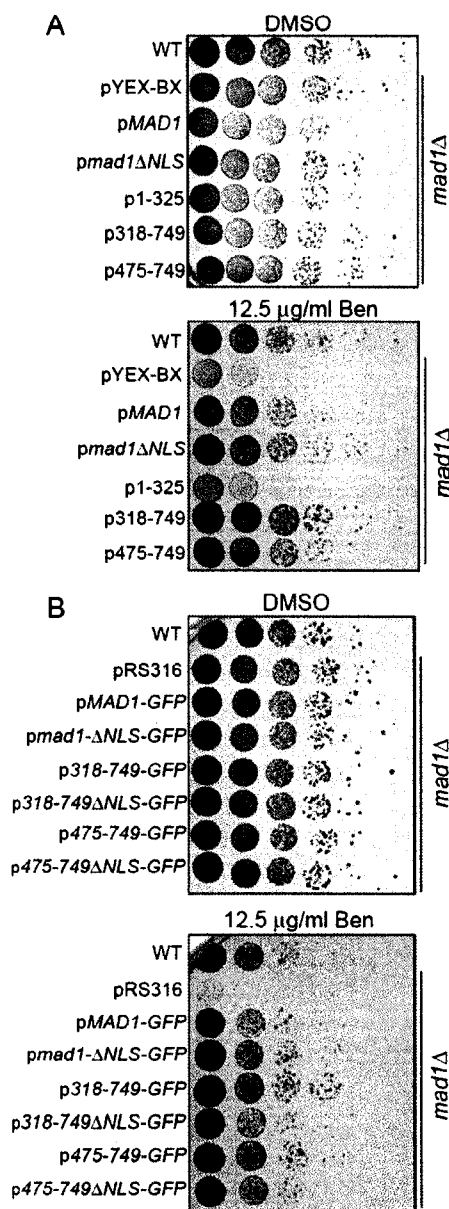 A
DMSO
WT
pYEX-BX
pMAD1
pmad1ΔNLS
p1-325
p318-749
p475-749
mad1Δ
12.5 μg/ml Ben
WT
pYEX-BX
pMAD1
pmad1ΔNLS
p1-325
p318-749
p475-749
mad1Δ
B
DMSO
WT
pRS316
pMAD1-GFP
pmad1-ΔNLS-GFP
p318-749-GFP
p318-749ΔNLS-GFP
p475-749-GFP
p475-749ΔNLS-GFP
mad1Δ
12.5 μg/ml Ben
WT
pRS316
pMAD1-GFP
pmad1-ΔNLS-GFP
p318-749-GFP
p318-749ΔNLS-GFP
p475-749-GFP
p475-749ΔNLS-GFP
mad1Δ